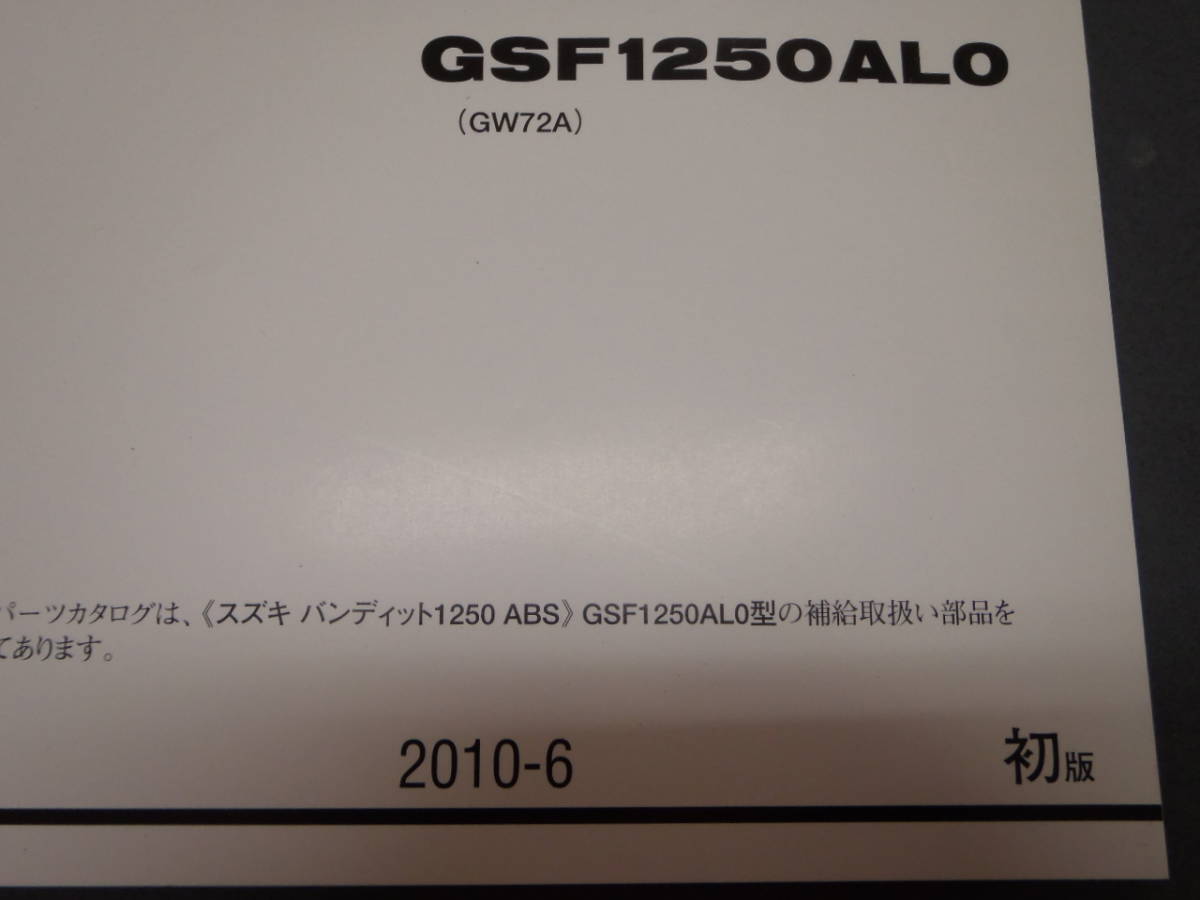 GSF1250AL0
（GW72A）
パーツカタログは、《スズキ バンディット1250 ABS》GSF1250AL0型の補給取扱い部品を
てあります。
2010-6
初版